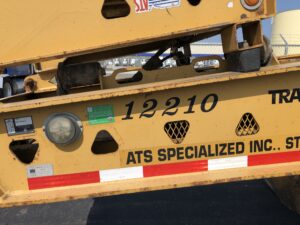 12210
TRA
ATS SPECIALIZED INC.. ST